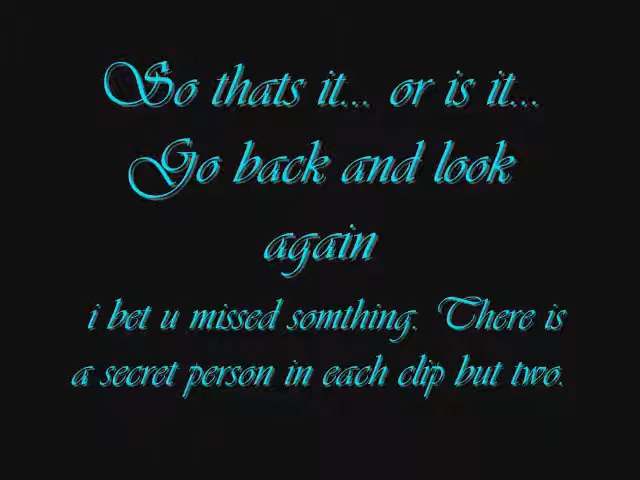 So thats it... or is it...
Go back and look
again
i bet u missed somthing. There is
a secret person in each clip but two.